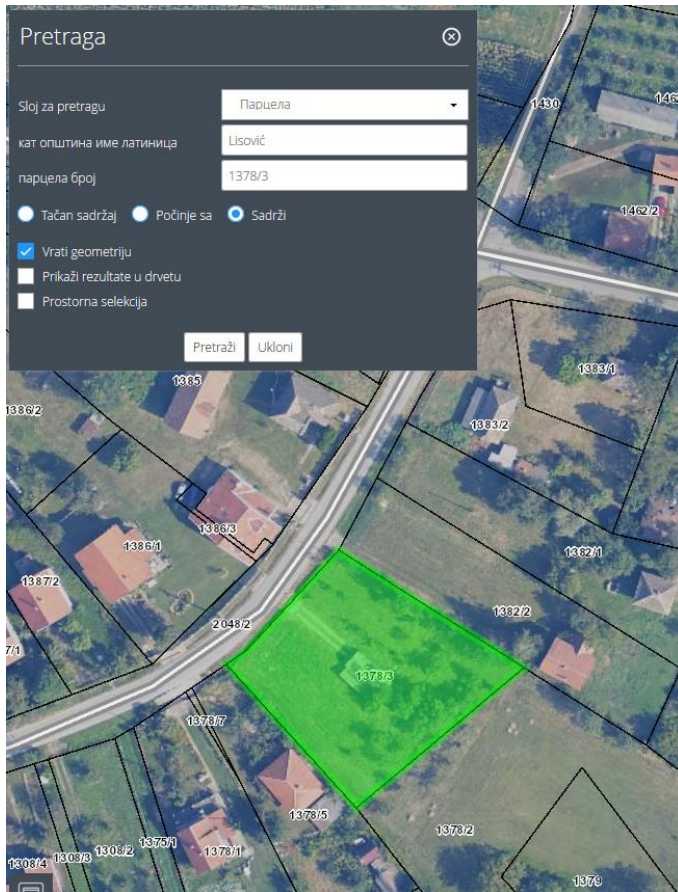 Pretraga
Sloj za pretragu
Парцела
кат општина име латиница
Lisović
парцела број
1378/3
Tačan sadržaj
Počinje sa
Sadrži
Vrati geometriju
Prikaži rezultate u drvetu
Prostorna selekcija
Pretraži
Ukloni
1430
1462/2
1383/1
1385
1386/2
1383/2
1386/3
1386/1
1382/1
1387/2
1382/2
2048/2
7/1
1378/3
1378/7
1378/5
1378/2
1375/1
1308/2
1378/1
1308/3
1308/4
1379